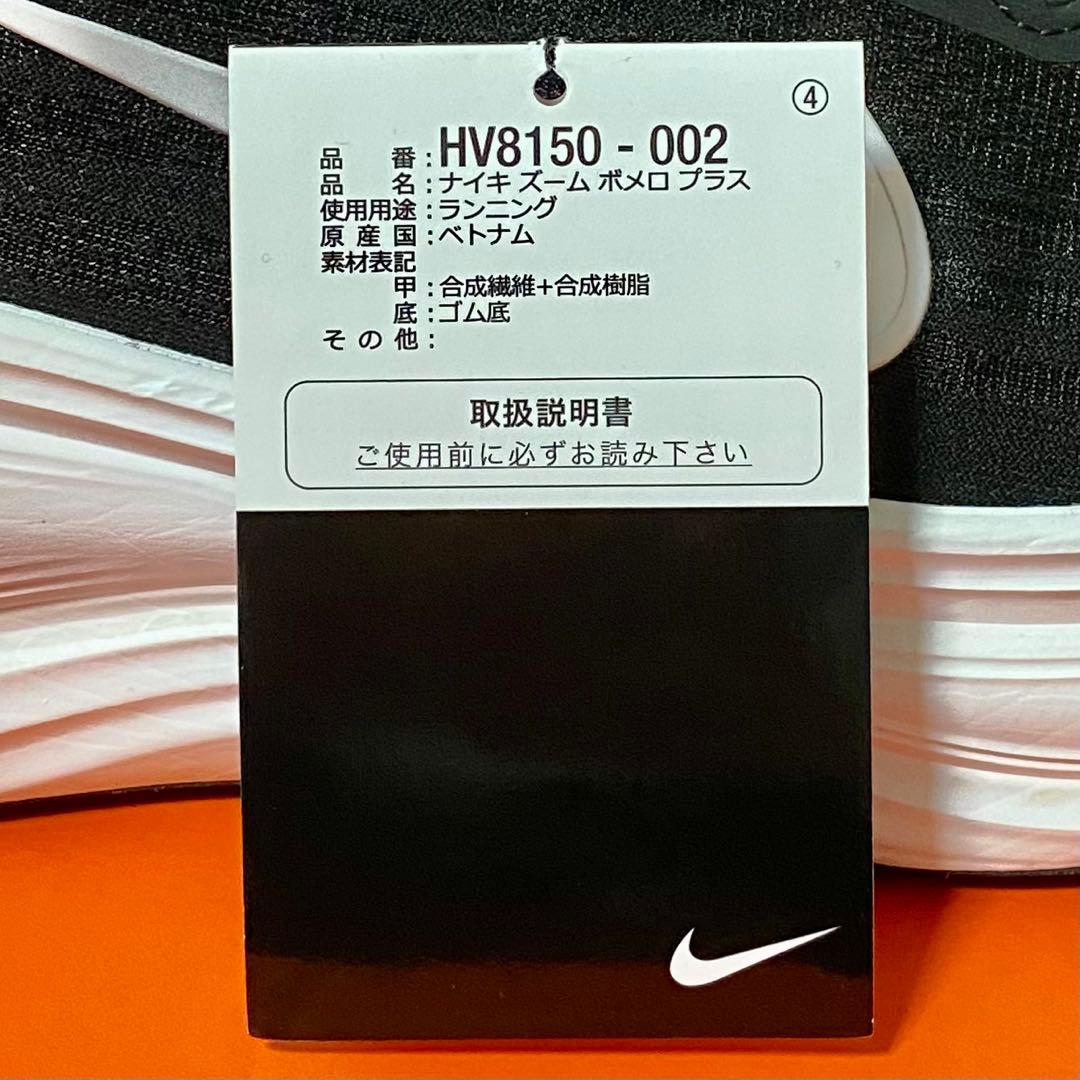 ④
品番:HV8150-002
品名:ナイキ ズーム ボメロ プラス
使用用途:ランニング
原産国:ベトナム
素材表記
甲:合成繊維+合成樹脂
底:ゴム底
その他:
取扱説明書
ご使用前に必ずお読み下さい